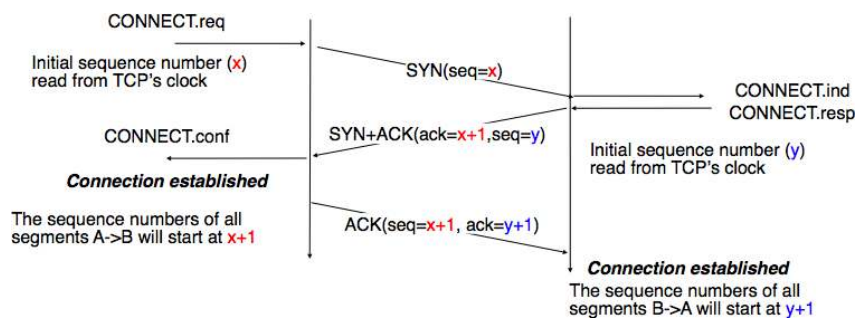 CONNECT.req
Initial sequence number (x)
read from TCP's clock
SYN(seq=x)
CONNECT.ind
CONNECT.resp
CONNECT.conf
SYN+ACK(ack=x+1,seq=y)
Initial sequence number (y)
read from TCP's clock
Connection established
The sequence numbers of all
segments A->B will start at x+1
ACK(seq=x+1, ack=y+1)
Connection established
The sequence numbers of all
segments B->A will start at y+1